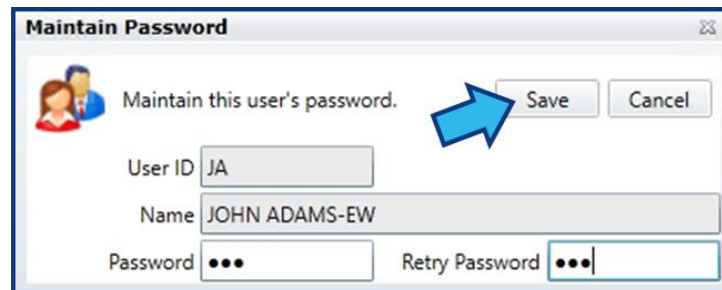 Maintain Password
Maintain this user's password. Save Cancel
User ID JA
Name JOHN ADAMS-EW
Password ●●● Retry Password ●●●